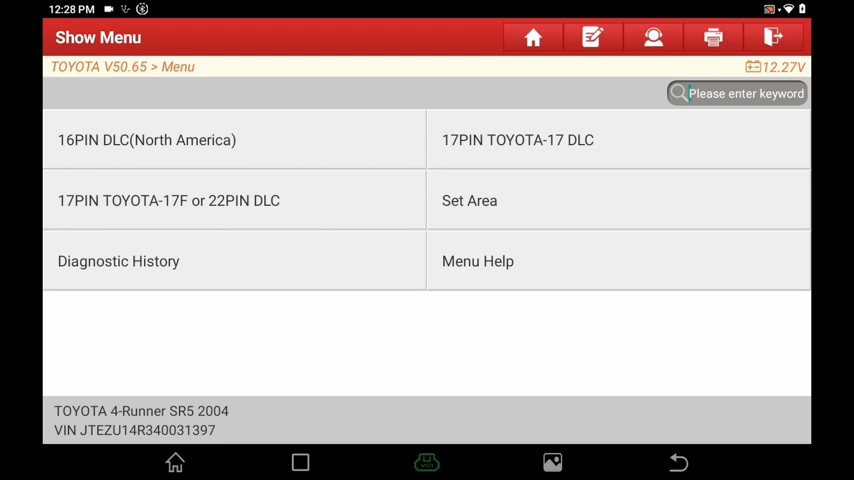 12:28 PM
Show Menu
TOYOTA V50.65 > Menu
12.27V
Please enter keyword
16PIN DLC(North America)
17PIN TOYOTA-17 DLC
17PIN TOYOTA-17F or 22PIN DLC
Set Area
Diagnostic History
Menu Help
TOYOTA 4-Runner SR5 2004
VIN JTEZU14R340031397
VCI